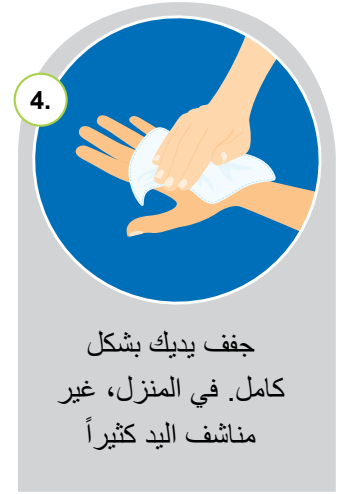 4.
جفف يديك بشكل
كامل. في المنزل، غير
مناشف اليد كثيراً